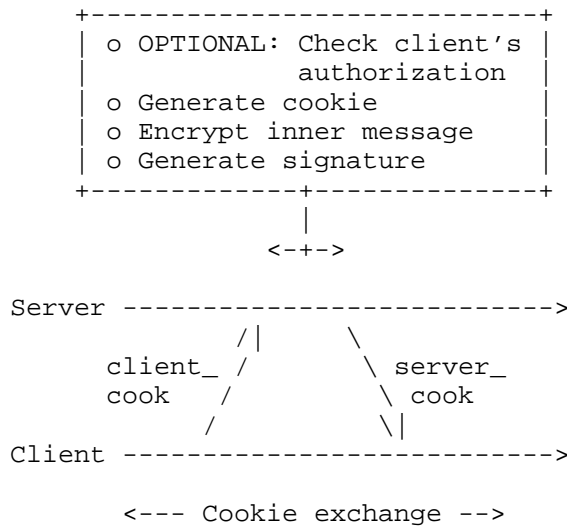 o OPTIONAL: Check client's
authorization
o Generate cookie
o Encrypt inner message
o Generate signature
Server
client_ server_
cook cook
Client
<--- Cookie exchange -->